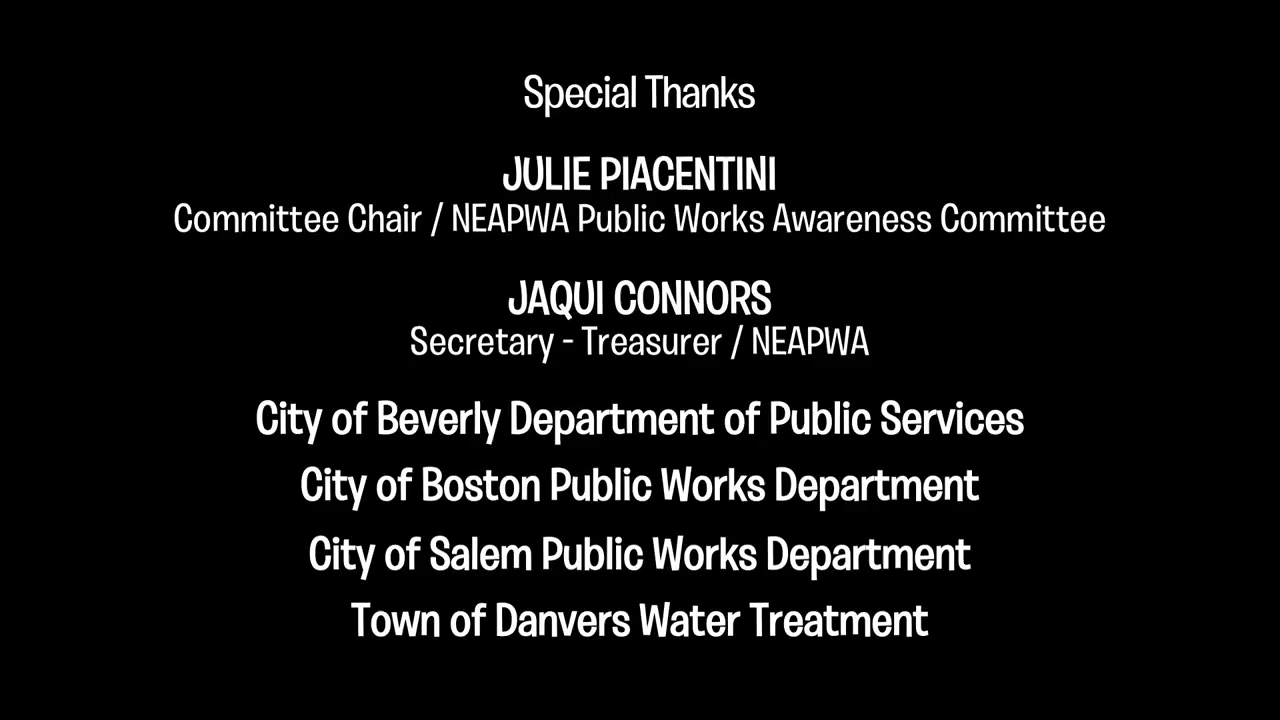 Special Thanks
JULIE PIACENTINI
Committee Chair / NEAPWA Public Works Awareness Committee
JAQUI CONNORS
Secretary - Treasurer / NEAPWA
City of Beverly Department of Public Services
City of Boston Public Works Department
City of Salem Public Works Department
Town of Danvers Water Treatment